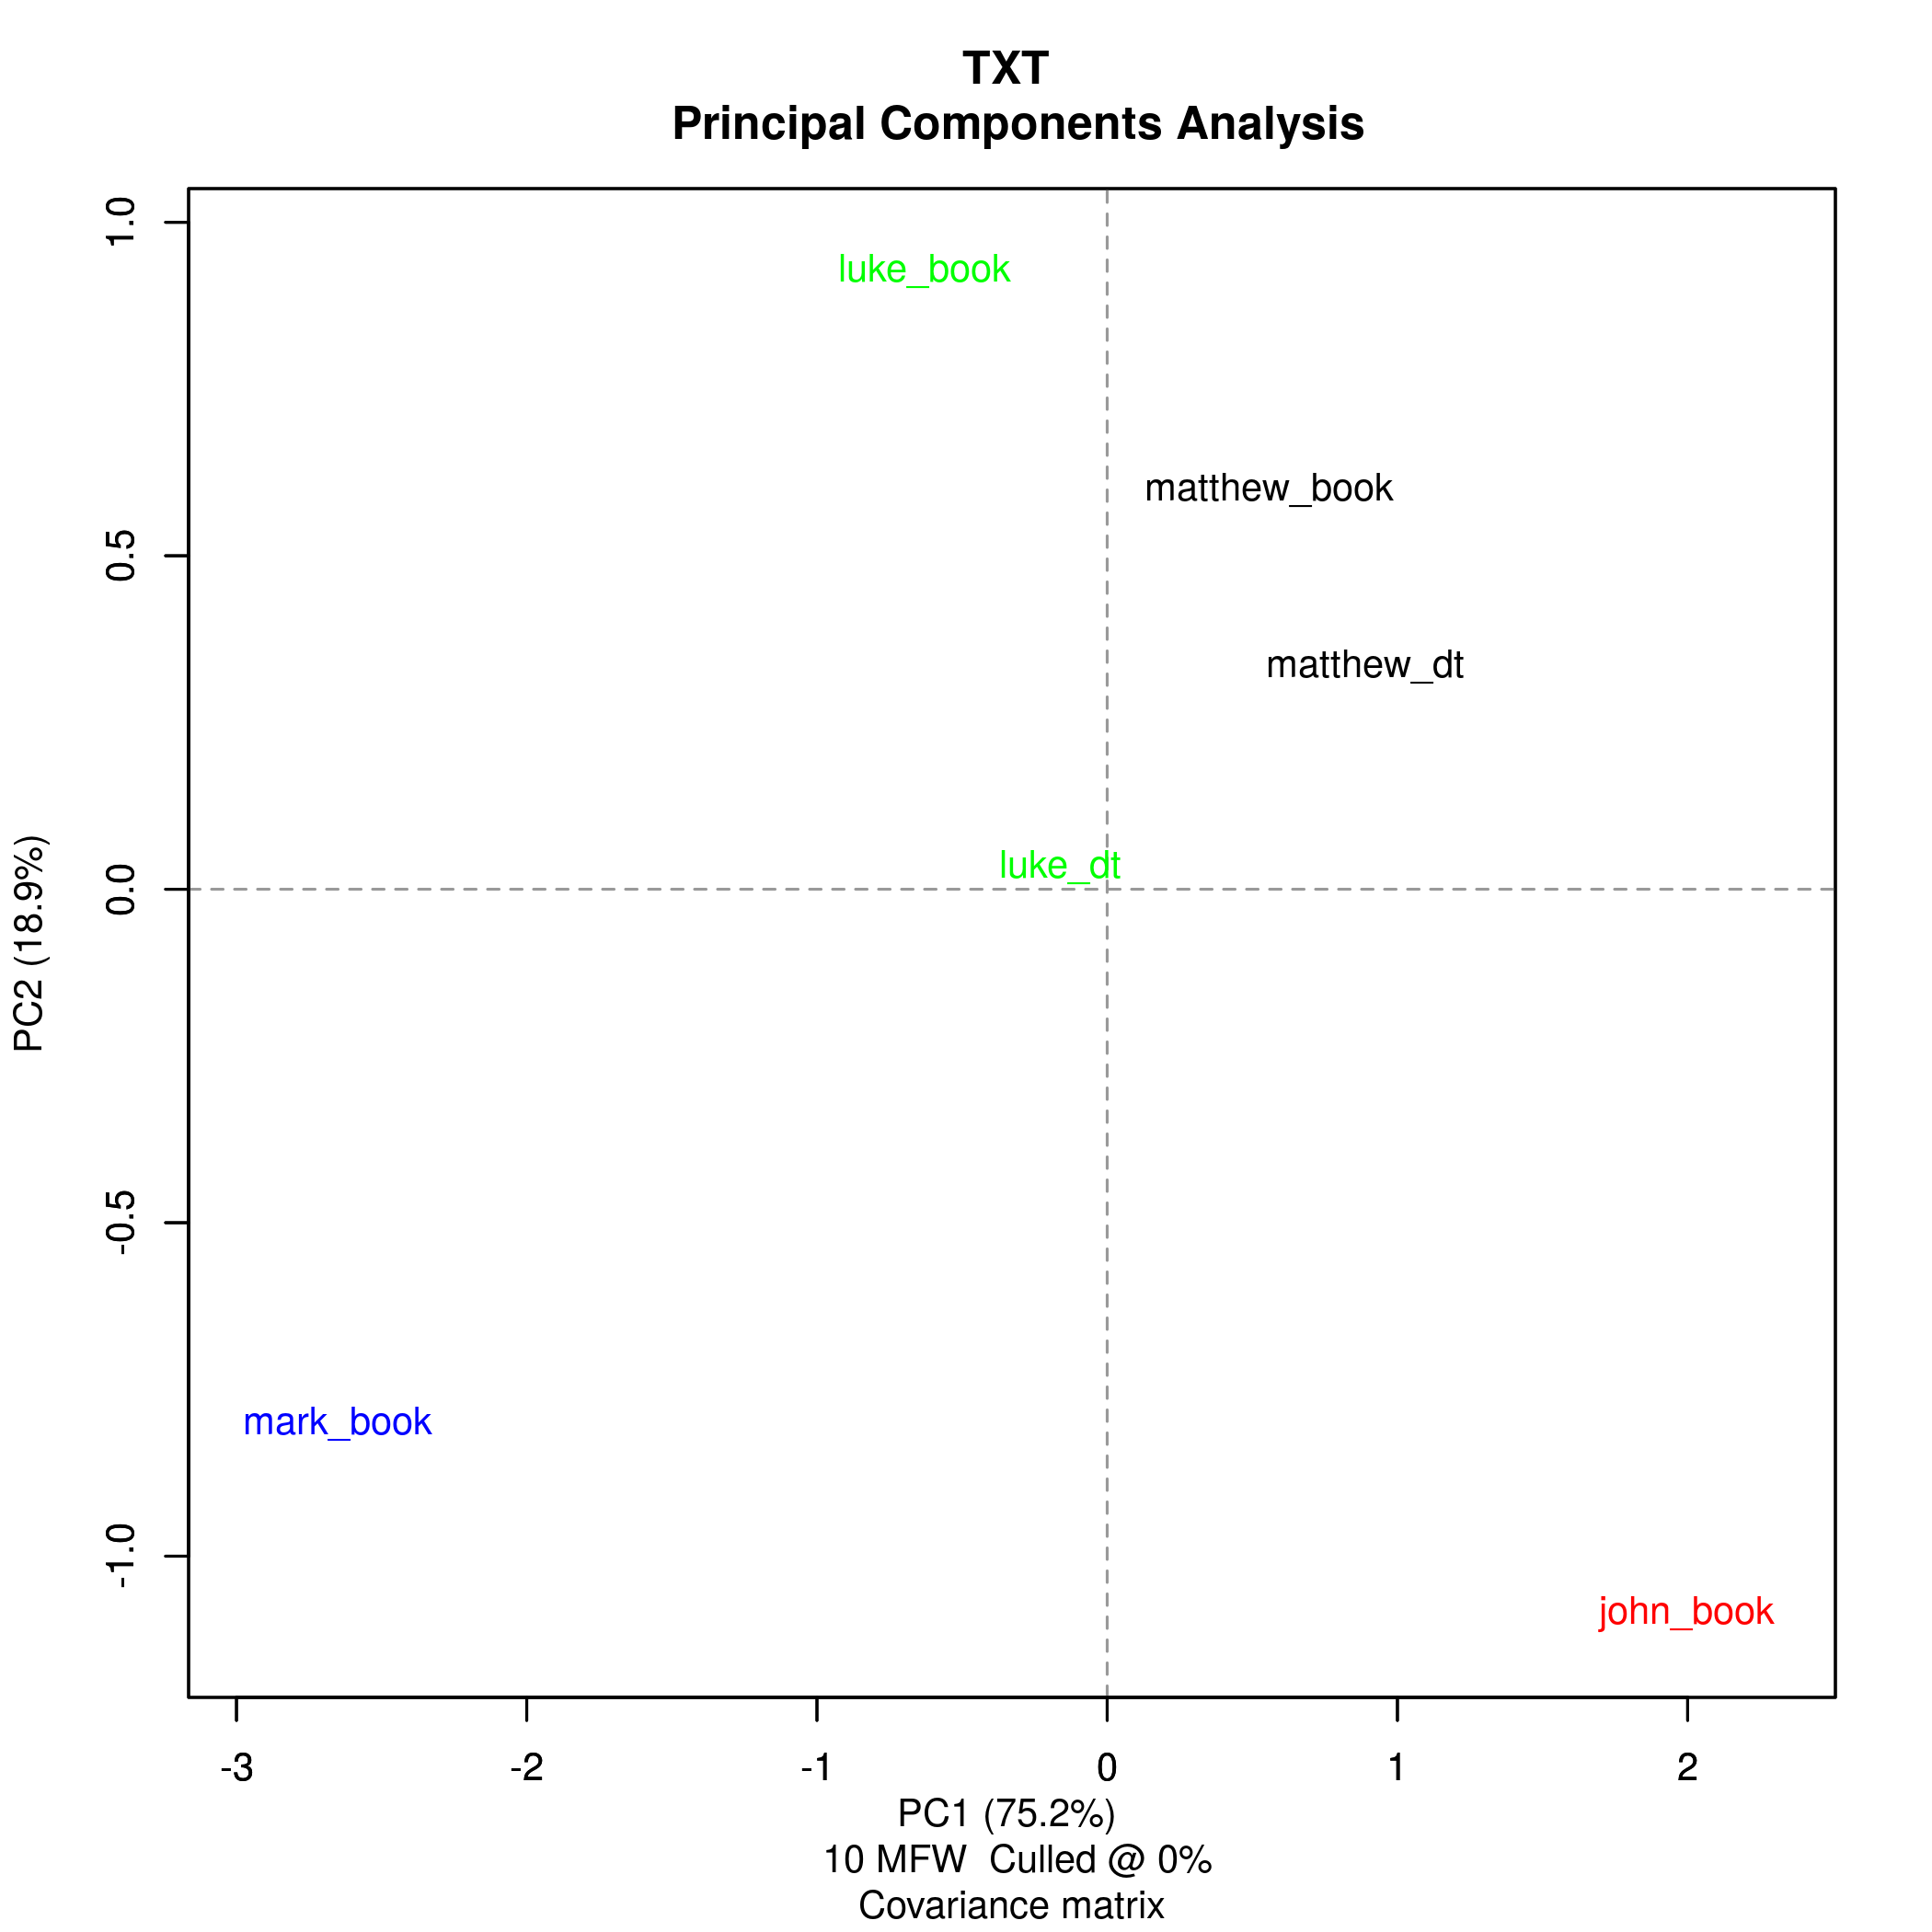 TXT
Principal Components Analysis
1.0
luke_book
matthew_book
0.5
matthew_dt
luke_dt
0.0
PC2 (18.9%)
-0.5
mark_book
-1.0
john_book
-3 -2 -1 0 1 2
PC1 (75.2%)
10 MFW  Culled @ 0%
Covariance matrix